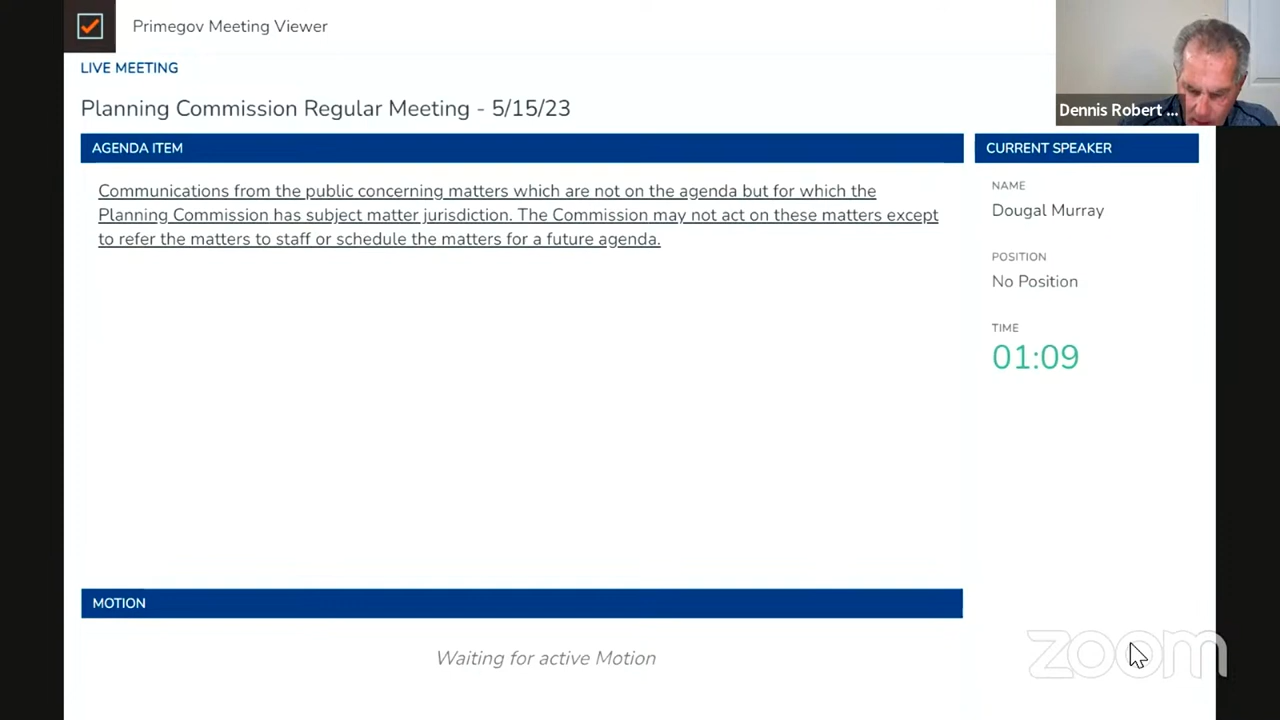 Primegov Meeting Viewer
LIVE MEETING
Planning Commission Regular Meeting - 5/15/23
Dennis Robert ...
AGENDA ITEM
Communications from the public concerning matters which are not on the agenda but for which the
Planning Commission has subject matter jurisdiction. The Commission may not act on these matters except
to refer the matters to staff or schedule the matters for a future agenda.
CURRENT SPEAKER
NAME
Dougal Murray
POSITION
No Position
TIME
01:09
MOTION
Waiting for active Motion
zoom